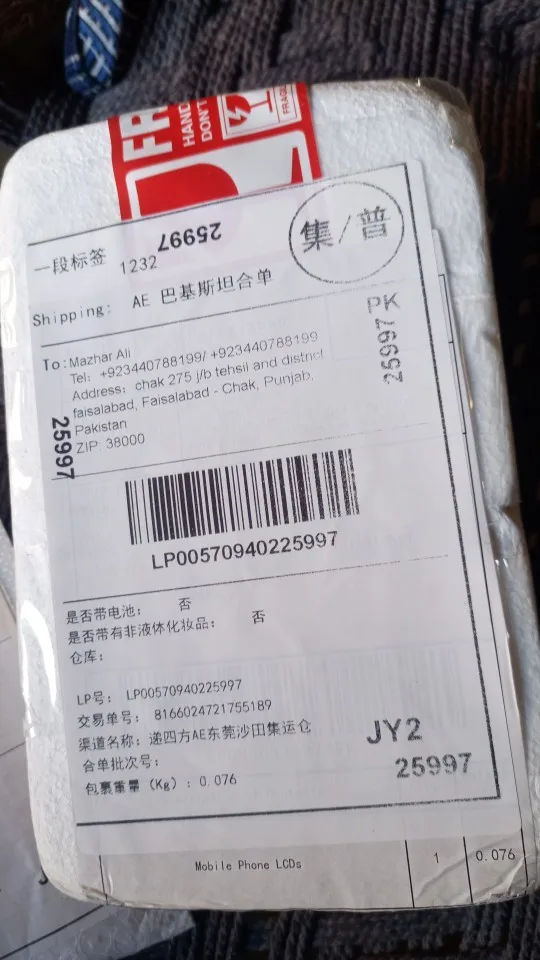 FR
HAND
DON'T
FRAGIL
一段标签 1232
25997
集/普
Shipping: AE 巴基斯坦合单
To: Mazhar Ali
Tel: +923440788199/ +923440788199
Address: chak 275 j/b tehsil and district
faisalabad, Faisalabad - Chak, Punjab,
Pakistan
ZIP: 38000
PK
25997
25997
LP00570940225997
是否带电池: 否
是否带有非液体化妆品: 否
仓库:
LP号: LP00570940225997
交易单号: 8166024721755189
渠道名称: 递四方AE东莞沙田集运仓
合单批次号:
包裹重量 (Kg) : 0.076
JY2
25997
Mobile Phone LCDs 1 0.076